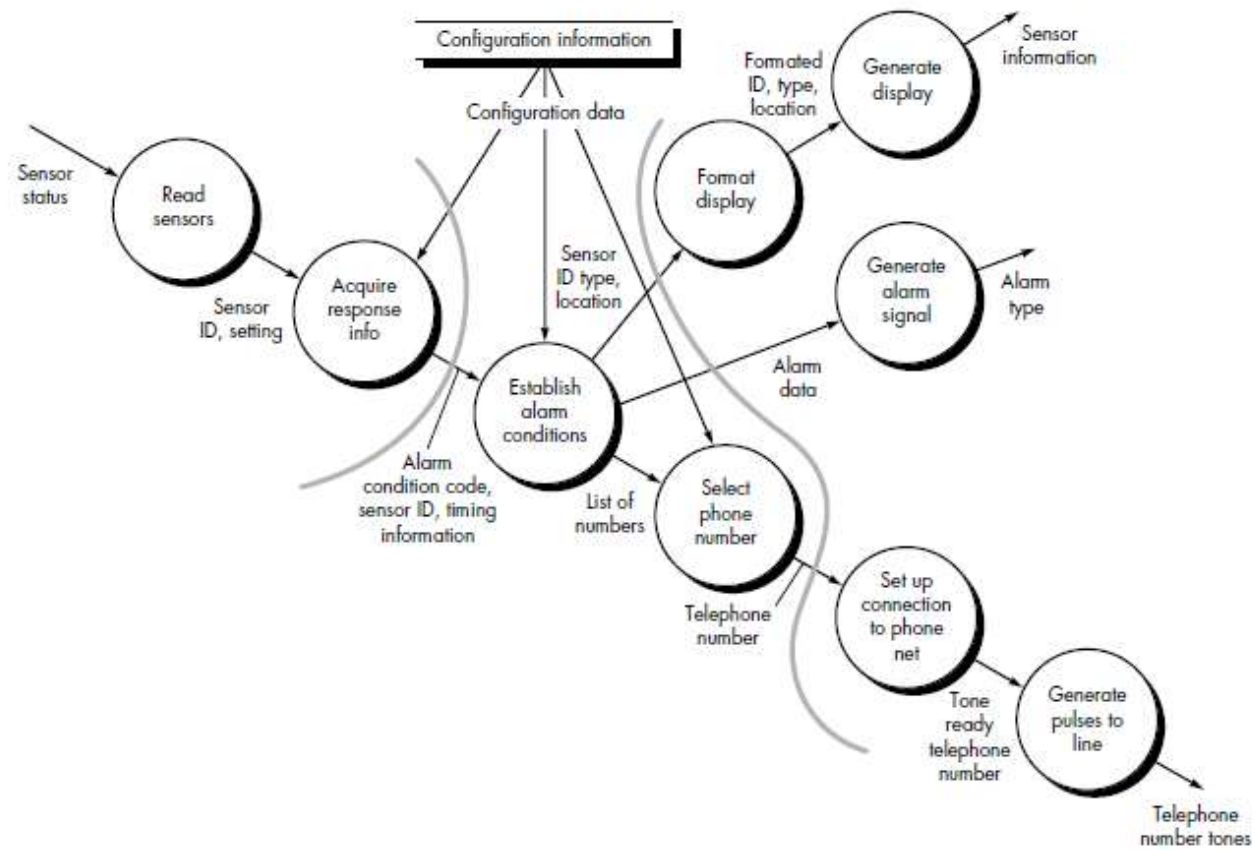 Configuration information
Configuration data
Sensor
status
Read
sensors
Sensor
ID, setting
Acquire
response
info
Alarm
condition code,
sensor ID, timing
information
Establish
alarm
conditions
Sensor
ID type,
location
Format
display
Formated
ID, type,
location
Generate
display
Sensor
information
Alarm
data
Generate
alarm
signal
Alarm
type
List of
numbers
Select
phone
number
Telephone
number
Set up
connection
to phone
net
Tone
ready
telephone
number
Generate
pulses to
line
Telephone
number tones